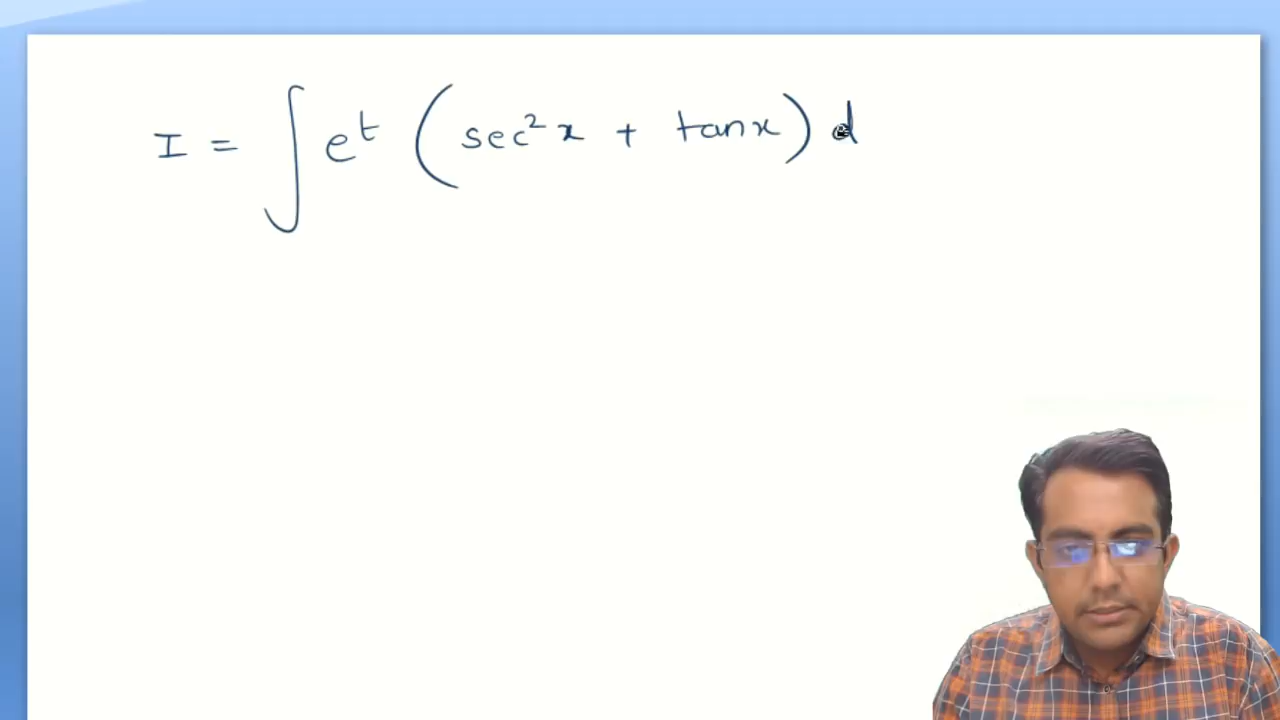 I = ∫ e^t (sec²x + tanx) d